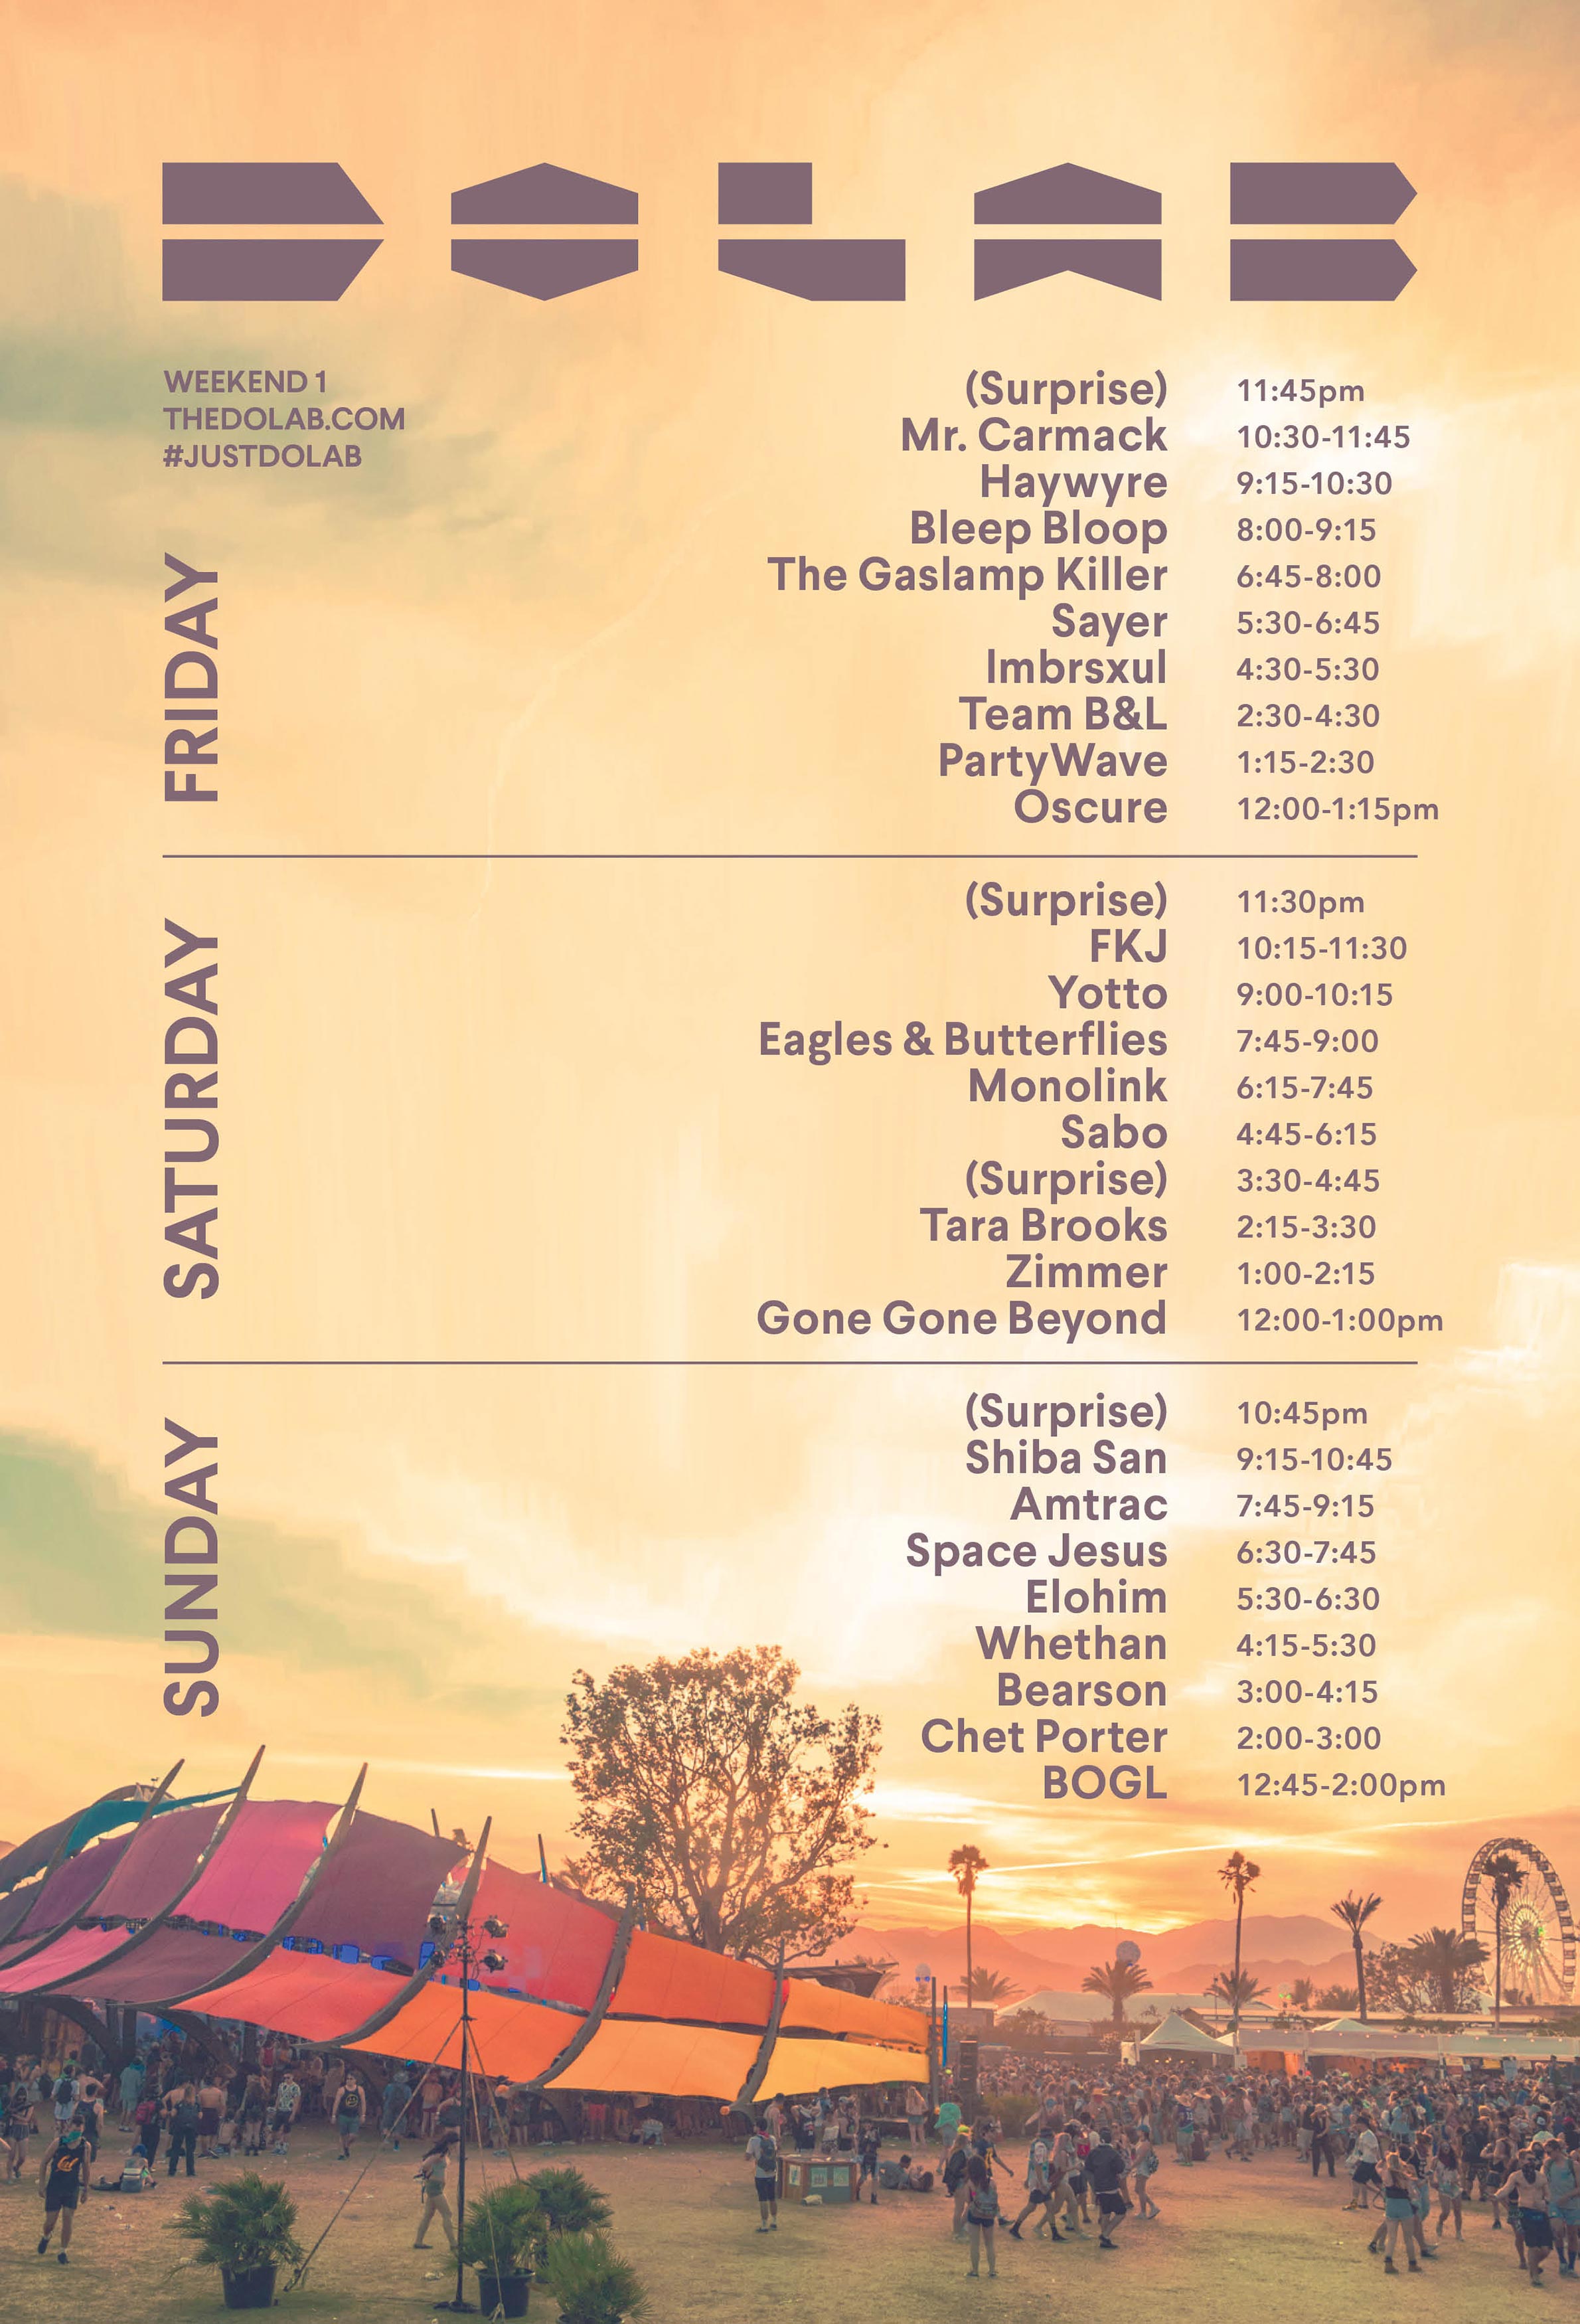 DOLAB
WEEKEND 1
THEDOLAB.COM
#JUSTDOLAB
FRIDAY
(Surprise) 11:45pm
Mr. Carmack 10:30-11:45
Haywyre 9:15-10:30
Bleep Bloop 8:00-9:15
The Gaslamp Killer 6:45-8:00
Sayer 5:30-6:45
Imbrsxul 4:30-5:30
Team B&L 2:30-4:30
PartyWave 1:15-2:30
Oscure 12:00-1:15pm
SATURDAY
(Surprise) 11:30pm
FKJ 10:15-11:30
Yotto 9:00-10:15
Eagles & Butterflies 7:45-9:00
Monolink 6:15-7:45
Sabo 4:45-6:15
(Surprise) 3:30-4:45
Tara Brooks 2:15-3:30
Zimmer 1:00-2:15
Gone Gone Beyond 12:00-1:00pm
SUNDAY
(Surprise) 10:45pm
Shiba San 9:15-10:45
Amtrac 7:45-9:15
Space Jesus 6:30-7:45
Elohim 5:30-6:30
Whethan 4:15-5:30
Bearson 3:00-4:15
Chet Porter 2:00-3:00
BOGL 12:45-2:00pm